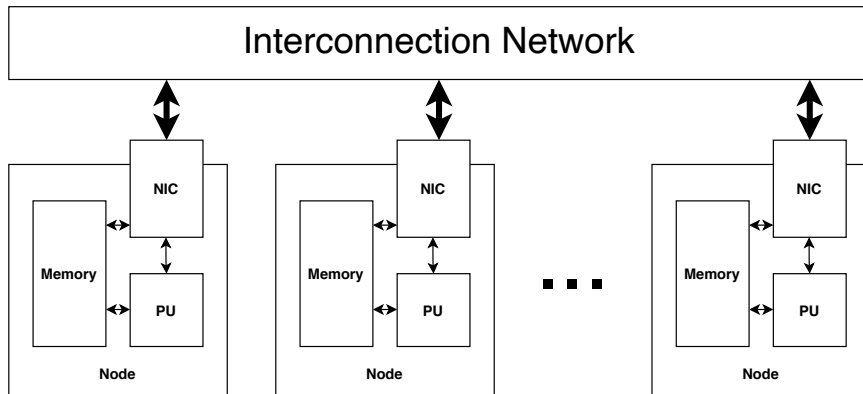 Interconnection Network
NIC NIC NIC
Memory Memory Memory
PU PU PU
Node Node Node